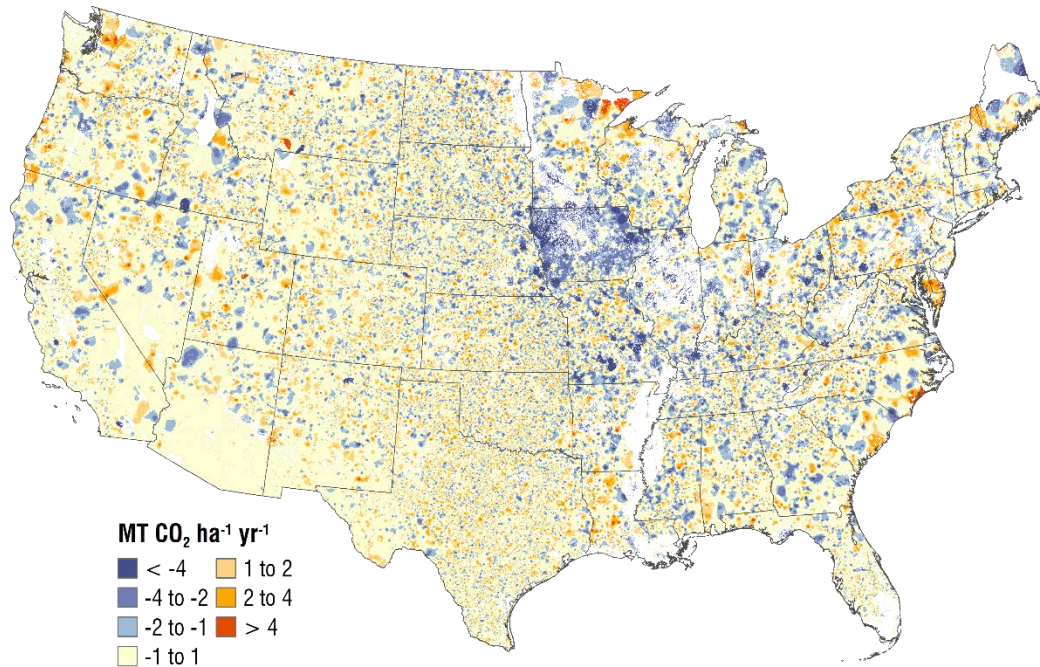 MT CO₂ ha⁻¹ yr⁻¹
< -4
1 to 2
-4 to -2
2 to 4
-2 to -1
> 4
-1 to 1